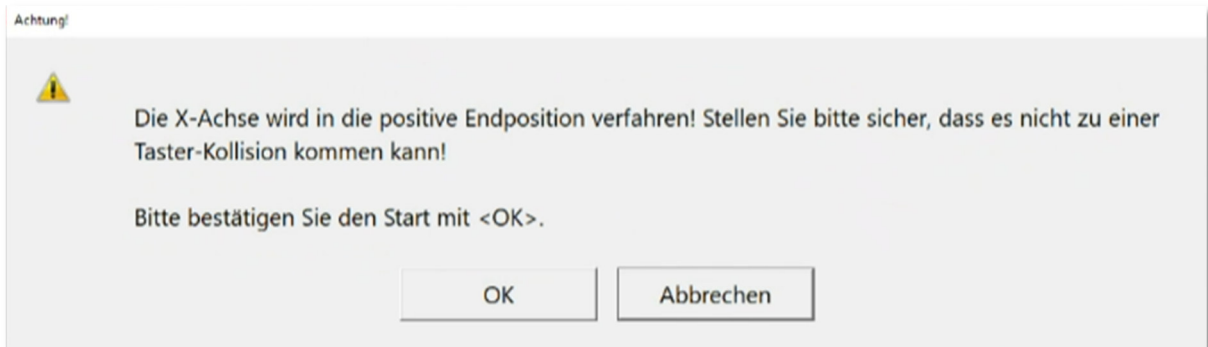 Achtung!
Die X-Achse wird in die positive Endposition verfahren! Stellen Sie bitte sicher, dass es nicht zu einer
Taster-Kollision kommen kann!
Bitte bestätigen Sie den Start mit <OK>.
OK
Abbrechen